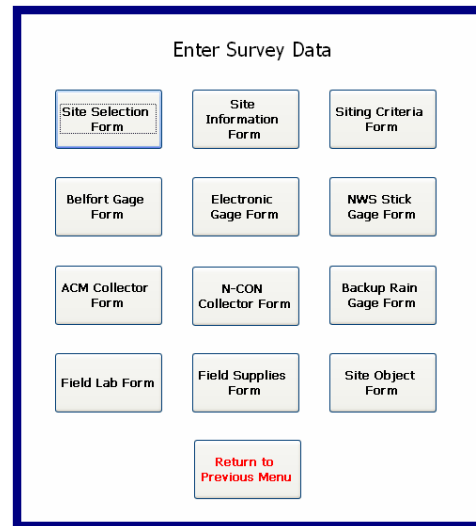 Enter Survey Data
Site Selection
Form
Site
Information
Form
Siting Criteria
Form
Belfort Gage
Form
Electronic
Gage Form
NWS Stick
Gage Form
ACM Collector
Form
N-CON
Collector Form
Backup Rain
Gage Form
Field Lab Form
Field Supplies
Form
Site Object
Form
Return to
Previous Menu